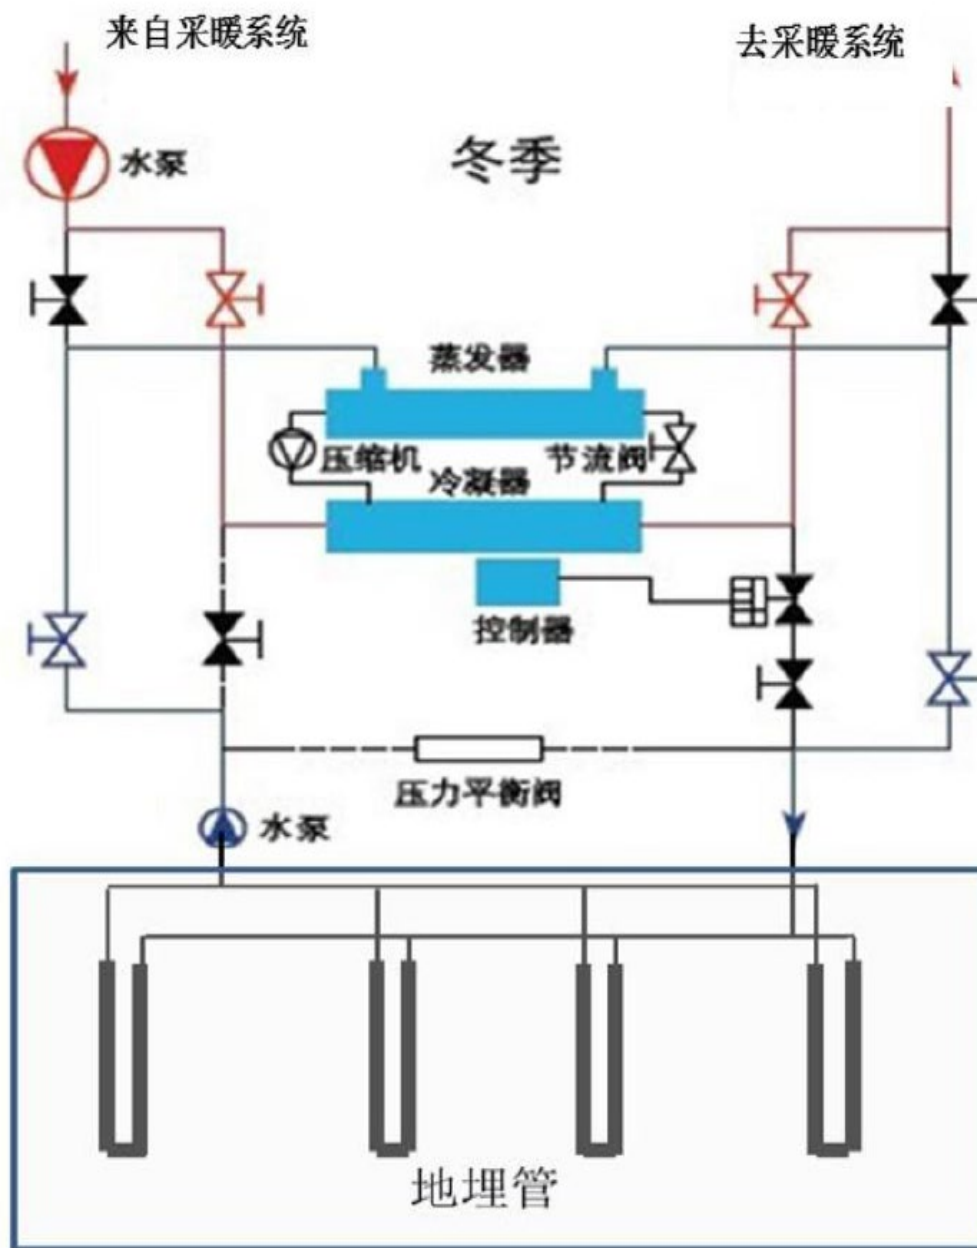 来自采暖系统
去采暖系统
水泵
冬季
蒸发器
压缩机
节流阀
冷凝器
控制器
压力平衡阀
水泵
地埋管